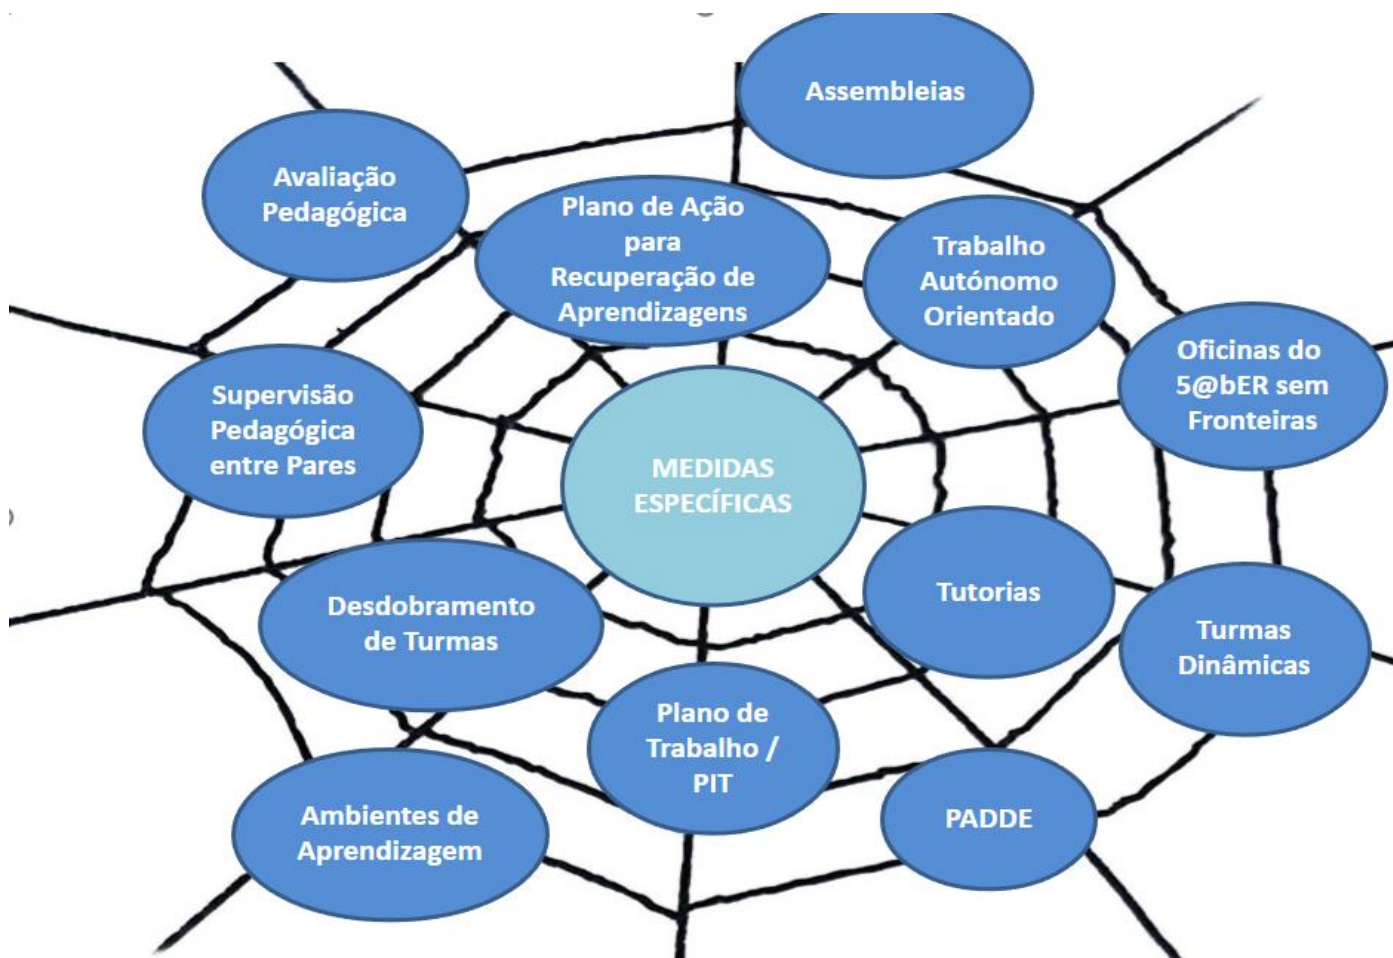 Assembleias
Avaliação
Pedagógica
Plano de Ação
para
Recuperação de
Aprendizagens
Trabalho
Autónomo
Orientado
Oficinas do
5@bER sem
Fronteiras
Supervisão
Pedagógica
entre Pares
MEDIDAS
ESPECÍFICAS
Desdobramento
de Turmas
Tutorias
Turmas
Dinâmicas
Plano de
Trabalho /
PIT
Ambientes de
Aprendizagem
PADDE